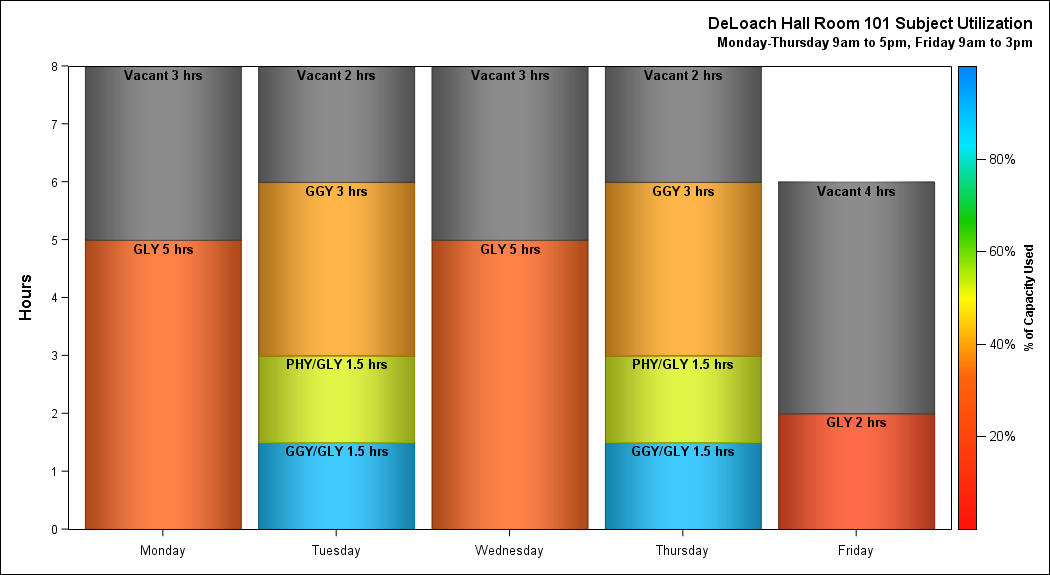 DeLoach Hall Room 101 Subject Utilization
Monday-Thursday 9am to 5pm, Friday 9am to 3pm
Hours
8
7
6
5
4
3
2
1
0
Vacant 3 hrs
GLY 5 hrs
Vacant 2 hrs
GGY 3 hrs
PHY/GLY 1.5 hrs
GGY/GLY 1.5 hrs
Vacant 3 hrs
GLY 5 hrs
Vacant 2 hrs
GGY 3 hrs
PHY/GLY 1.5 hrs
GGY/GLY 1.5 hrs
Vacant 4 hrs
GLY 2 hrs
Monday
Tuesday
Wednesday
Thursday
Friday
80%
60%
40%
20%
% of Capacity Used